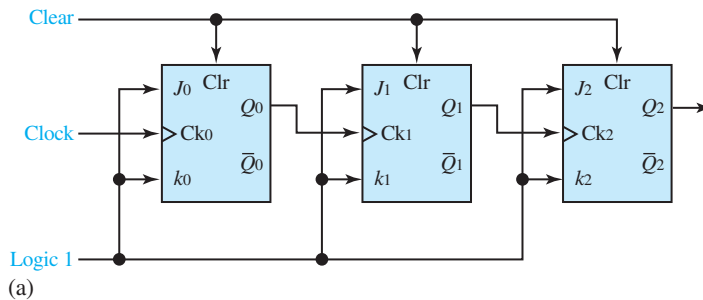 Clear
J0 Clr
Q0
Clock
Ck0
Q̅0
k0
J1 Clr
Q1
Ck1
Q̅1
k1
J2 Clr
Q2
Ck2
Q̅2
k2
Logic 1
(a)